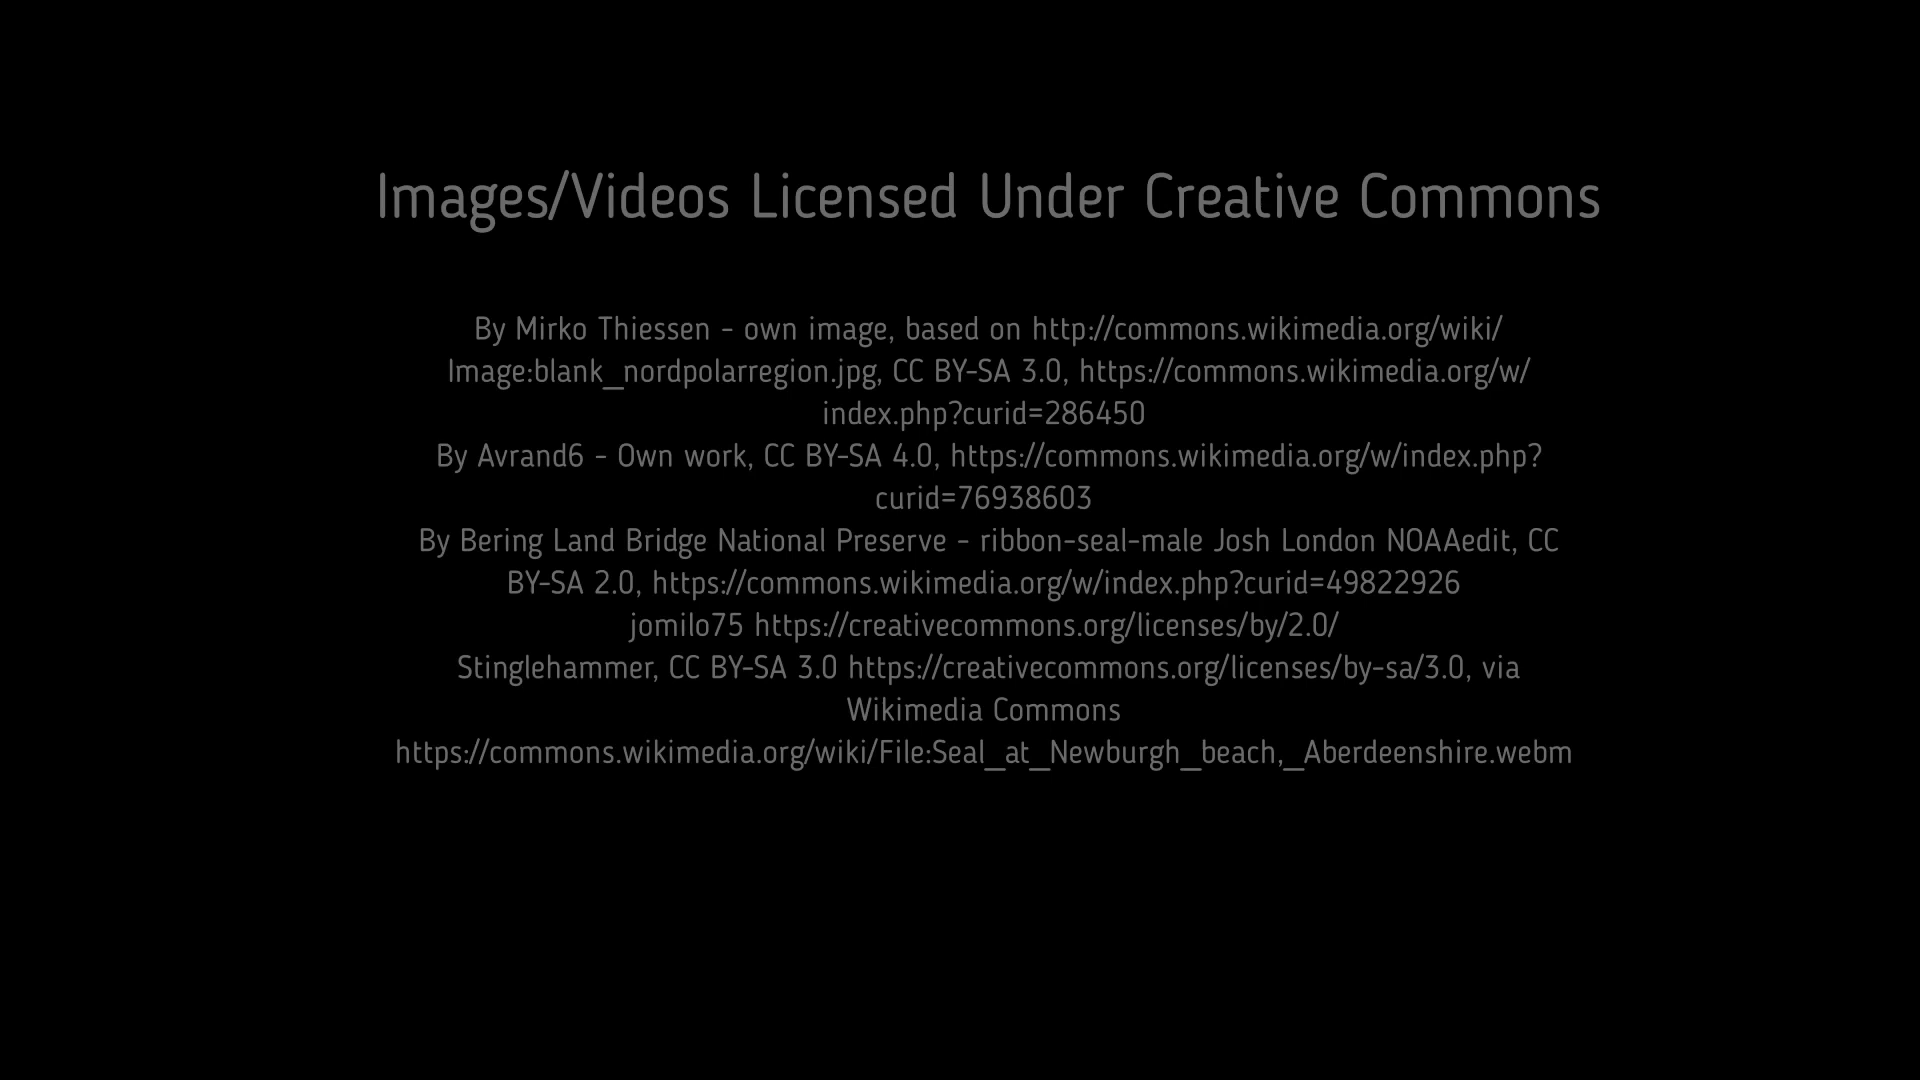 Images/Videos Licensed Under Creative Commons
By Mirko Thiessen - own image, based on http://commons.wikimedia.org/wiki/
Image:blank_nordpolarregion.jpg, CC BY-SA 3.0, https://commons.wikimedia.org/w/
index.php?curid=286450
By Avrand6 - Own work, CC BY-SA 4.0, https://commons.wikimedia.org/w/index.php?
curid=76938603
By Bering Land Bridge National Preserve - ribbon-seal-male Josh London NOAAedit, CC
BY-SA 2.0, https://commons.wikimedia.org/w/index.php?curid=49822926
jomilo75 https://creativecommons.org/licenses/by/2.0/
Stinglehammer, CC BY-SA 3.0 https://creativecommons.org/licenses/by-sa/3.0, via
Wikimedia Commons
https://commons.wikimedia.org/wiki/File:Seal_at_Newburgh_beach,_Aberdeenshire.webm